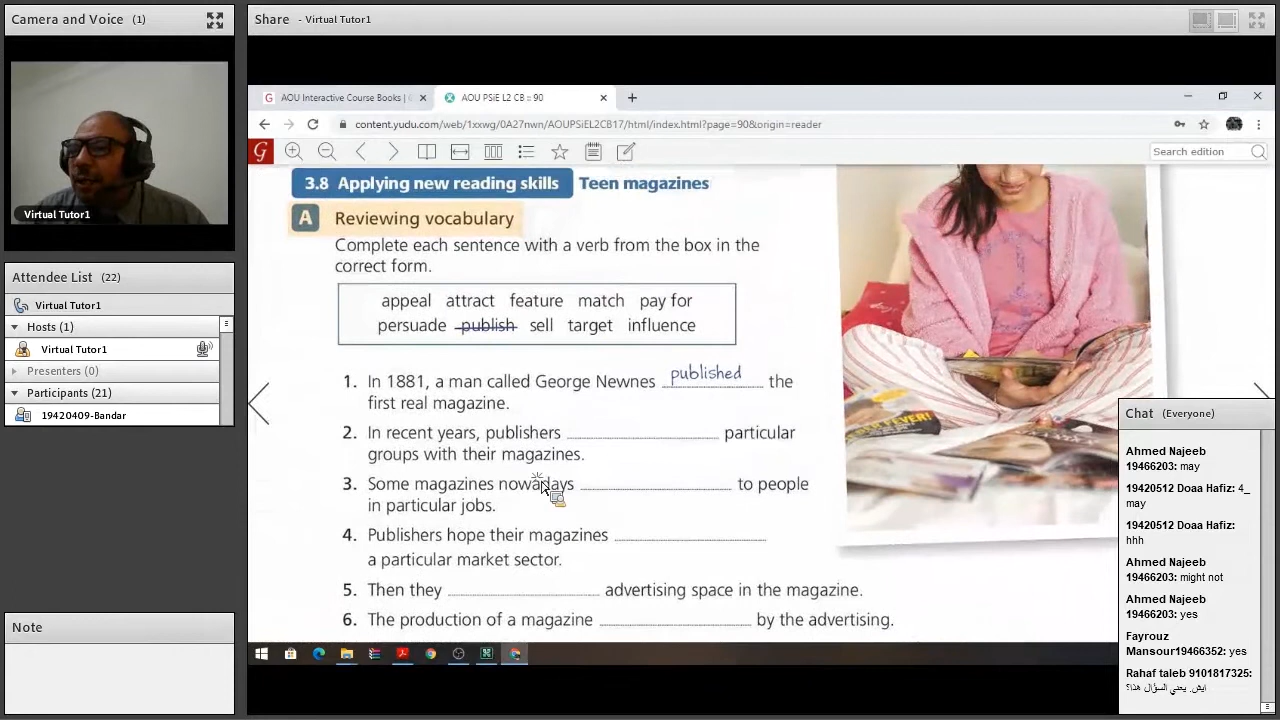 Camera and Voice (1)
Share - Virtual Tutor1
Virtual Tutor1
Attendee List (22)
Virtual Tutor1
Hosts (1)
Virtual Tutor1
Presenters (0)
Participants (21)
19420409-Bandar
Note
AOU Interactive Course Books | G
AOU PSiE L2 CB :: 90
content.yudu.com/web/1xxwg/0A27nwn/AOUPSiEL2CB17/html/index.html?page=90&origin=reader
G
Search edition
3.8 Applying new reading skills Teen magazines
A Reviewing vocabulary
Complete each sentence with a verb from the box in the
correct form.
appeal attract feature match pay for
persuade publish sell target influence
1. In 1881, a man called George Newnes published the
first real magazine.
2. In recent years, publishers particular
groups with their magazines.
3. Some magazines nowadays to people
in particular jobs.
4. Publishers hope their magazines
a particular market sector.
5. Then they advertising space in the magazine.
6. The production of a magazine by the advertising.
FEVER!
Chat (Everyone)
Ahmed Najeeb
19466203: may
19420512 Doaa Hafiz: 4_
may
19420512 Doaa Hafiz:
hhh
Ahmed Najeeb
19466203: might not
Ahmed Najeeb
19466203: yes
Fayrouz
Mansour19466352: yes
Rahaf taleb 9101817325:
ايش. يعني السؤال هذا؟